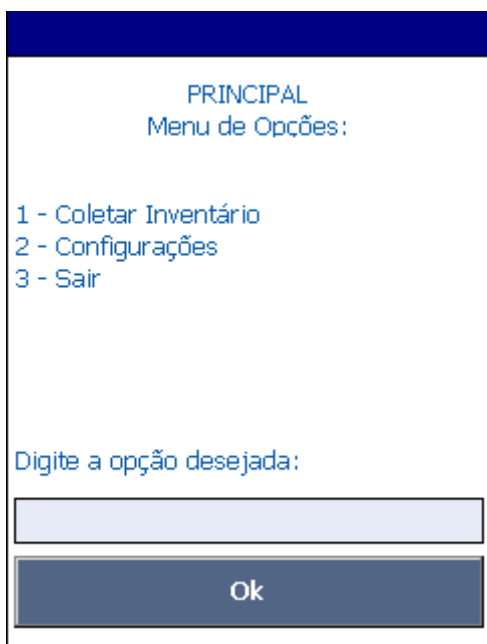 PRINCIPAL
Menu de Opções:
1 - Coletar Inventário
2 - Configurações
3 - Sair
Digite a opção desejada:
Ok